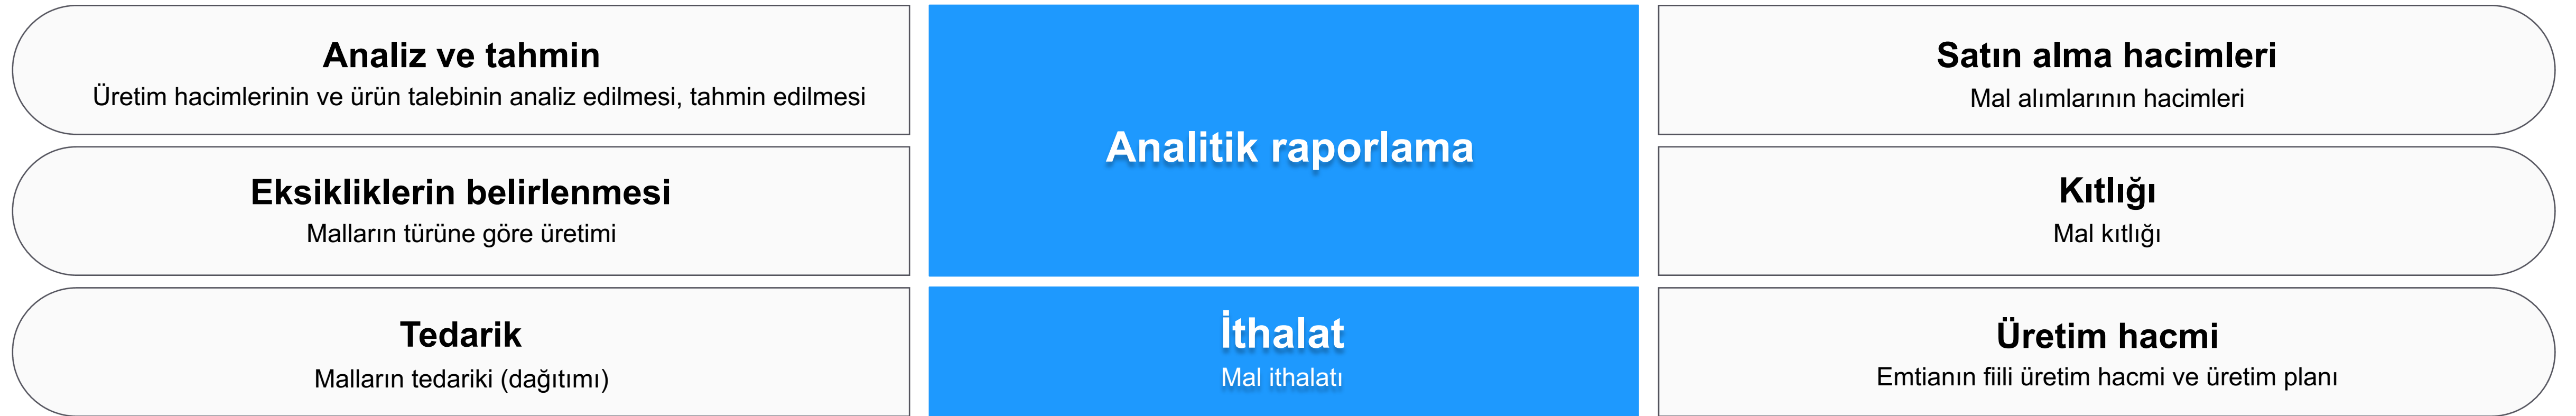 Analiz ve tahmin
Üretim hacimlerinin ve ürün talebinin analiz edilmesi, tahmin edilmesi
Eksikliklerin belirlenmesi
Malların türüne göre üretimi
Tedarik
Malların tedariki (dağıtımı)
Analitik raporlama
İthalat
Mal ithalatı
Satın alma hacimleri
Mal alımlarının hacimleri
Kıtlığı
Mal kıtlığı
Üretim hacmi
Emtianın fiili üretim hacmi ve üretim planı